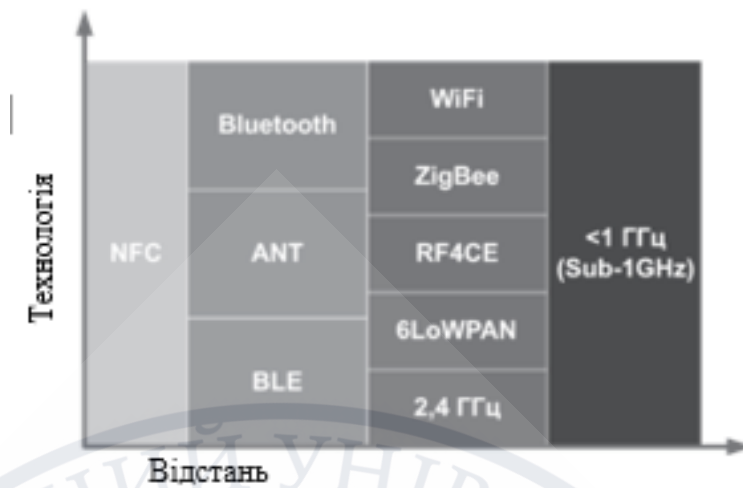 Технологія
NFC
Bluetooth
ANT
BLE
WiFi
ZigBee
RF4CE
6LoWPAN
2,4 ГГц
<1 ГГц
(Sub-1GHz)
Відстань